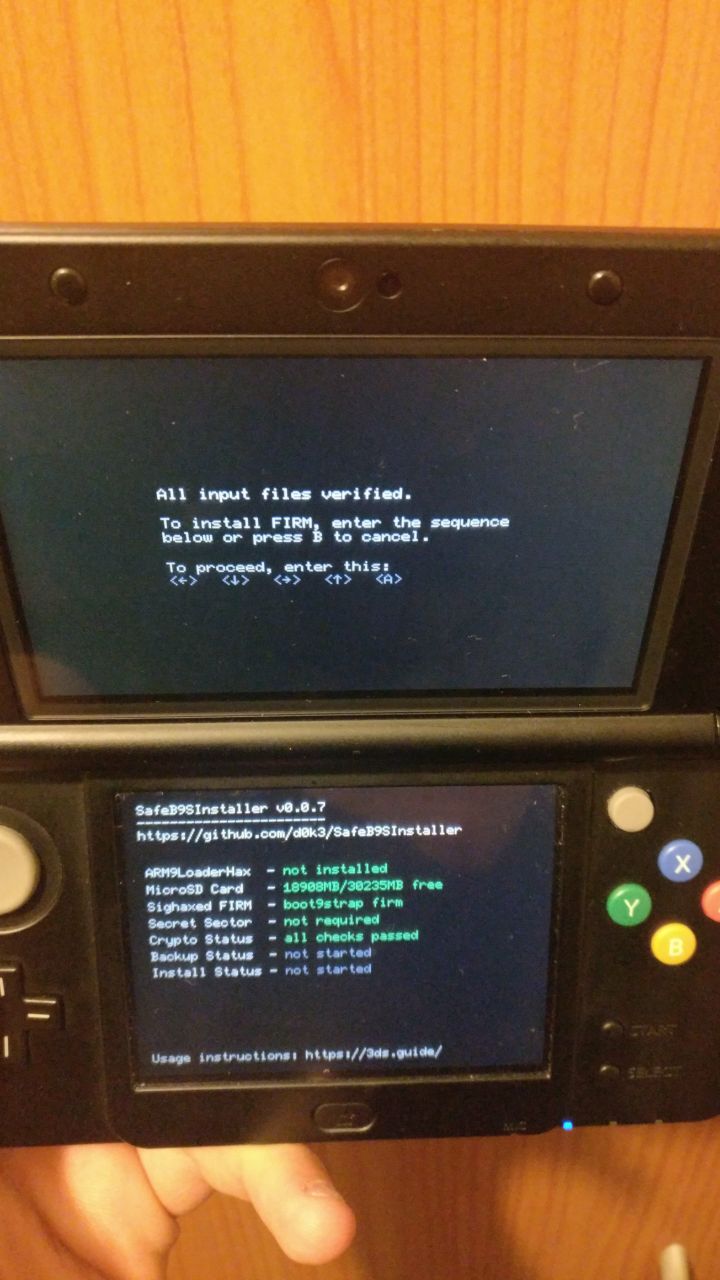 All input files verified.
To install FIRM, enter the sequence
below or press B to cancel.
To proceed, enter this:
<←> <↓> <→> <↑> <A>
SafeB9SInstaller v0.0.7
-----------------------
https://github.com/d0k3/SafeB9SInstaller
ARM9LoaderHax - not installed
MicroSD Card - 18908MB/30235MB free
Sighaxed FIRM - boot9strap firm
Secret Sector - not required
Crypto Status - all checks passed
Backup Status - not started
Install Status - not started
Usage instructions: https://3ds.guide/
X
Y
B
START
SELECT
MIC